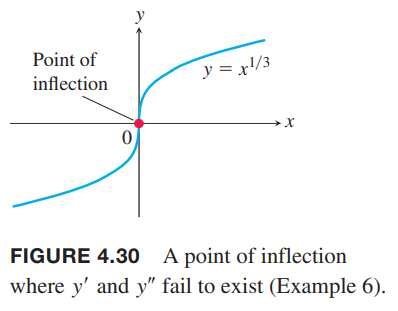 y
Point of
inflection
y = x^{1/3}
x
0
FIGURE 4.30 A point of inflection
where y′ and y″ fail to exist (Example 6).